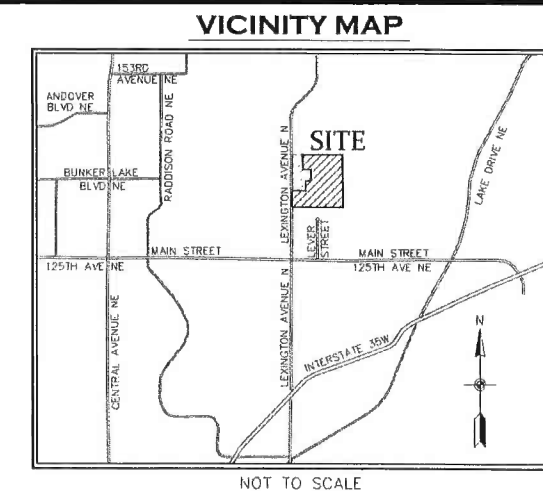 VICINITY MAP
153RD
AVENUE NE
ANDOVER
BLVD NE
RADDISON ROAD NE
LEXINGTON AVENUE N
SITE
LAKE DRIVE NE
BUNKER LAKE
BLVD NE
LEVER
STREET
MAIN STREET
MAIN STREET
125TH AVE NE
125TH AVE NE
CENTRAL AVENUE NE
LEXINGTON AVENUE N
INTERSTATE 35W
N
NOT TO SCALE